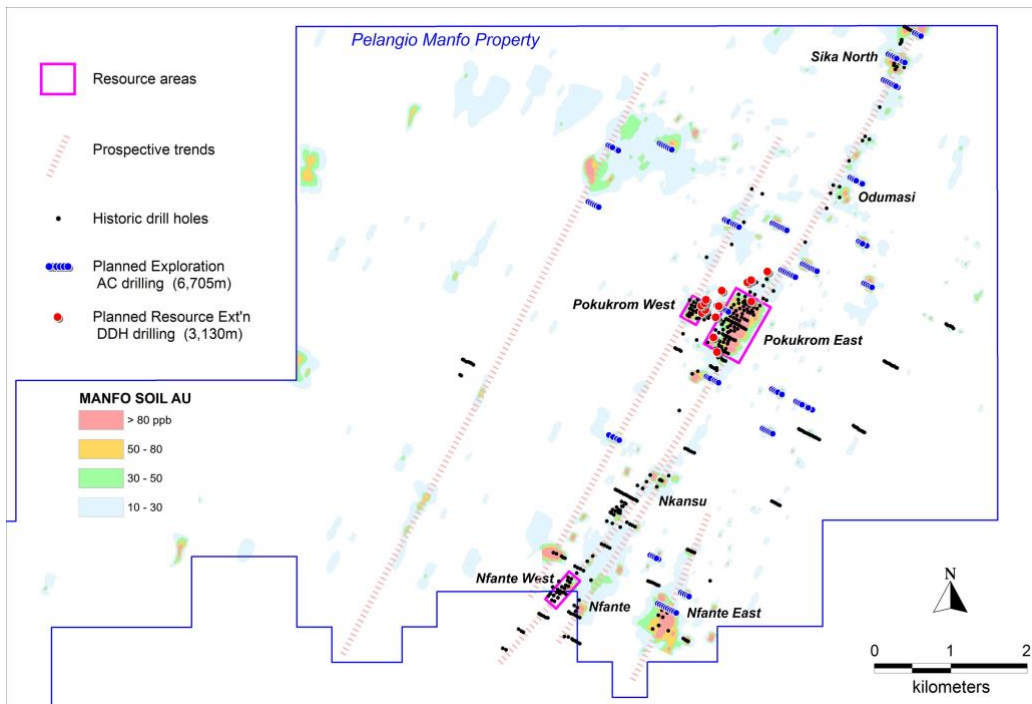 Pelangio Manfo Property
Resource areas
Prospective trends
Historic drill holes
Planned Exploration
AC drilling (6,705m)
Planned Resource Ext'n
DDH drilling (3,130m)
MANFO SOIL AU
> 80 ppb
50 - 80
30 - 50
10 - 30
Sika North
Odumasi
Pokukrom West
Pokukrom East
Nkansu
Nfante West
Nfante
Nfante East
N
0 1 2
kilometers